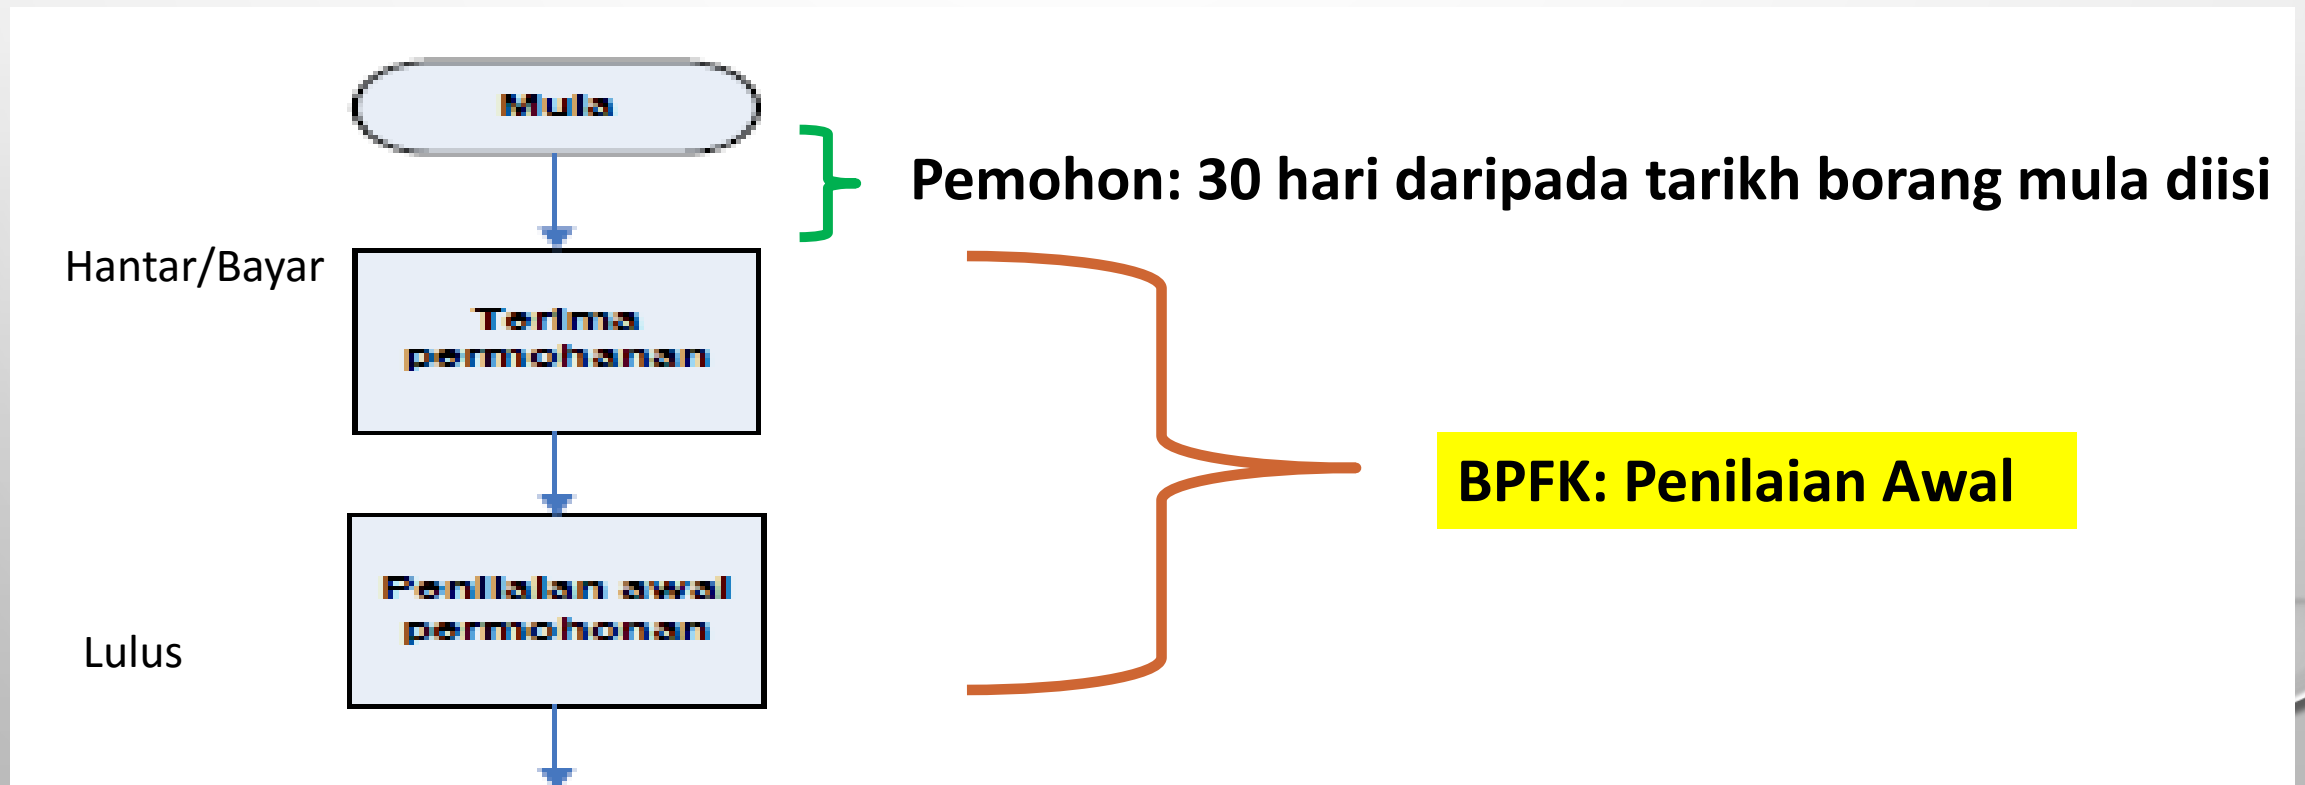 Mula
Pemohon: 30 hari daripada tarikh borang mula diisi
Hantar/Bayar
Terima
permohanan
BPFK: Penilaian Awal
Penilaian awal
permohonan
Lulus